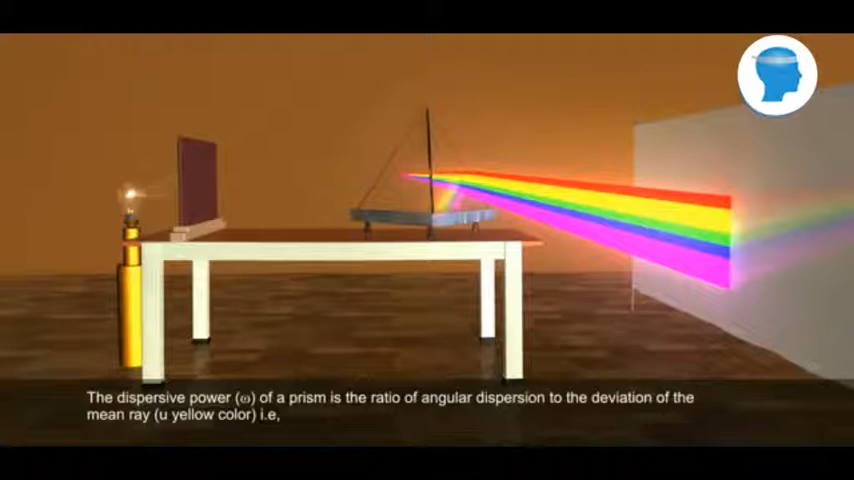 The dispersive power (ω) of a prism is the ratio of angular dispersion to the deviation of the
mean ray (u yellow color) i.e,